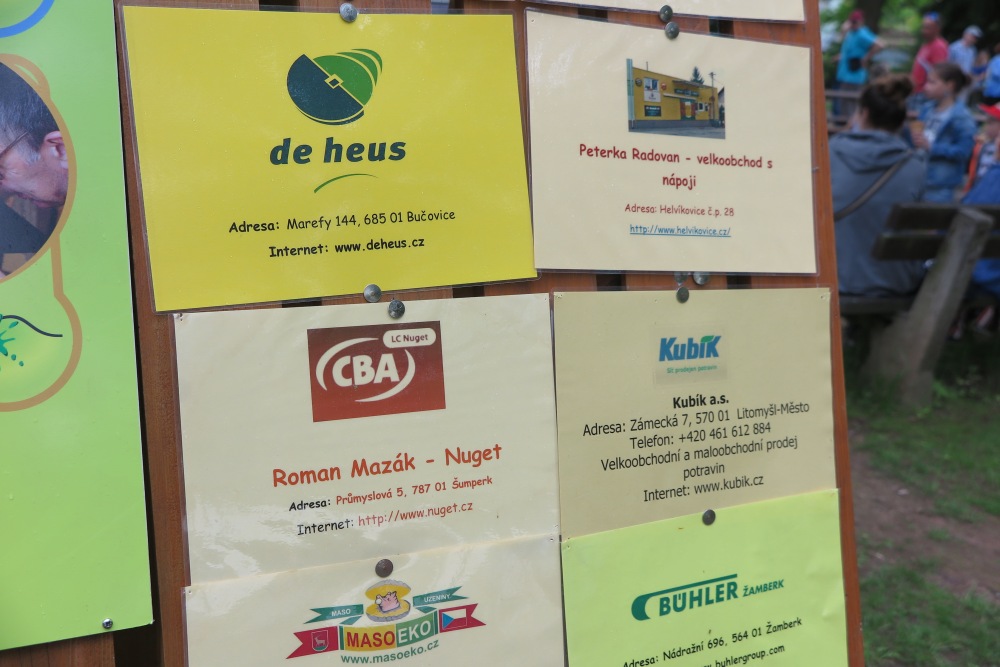 de heus
Adresa: Marefy 144, 685 01 Bučovice
Internet: www.deheus.cz
Peterka Radovan - velkoobchod s
nápoji
Adresa: Helvíkovice č.p. 28
http://www.helvikovice.cz/
LC Nuget
CBA
Roman Mazák - Nuget
Adresa: Průmyslová 5, 787 01 Šumperk
Internet: http://www.nuget.cz
Kubík
Síť prodejen potravin
Kubík a.s.
Adresa: Zámecká 7, 570 01 Litomyšl-Město
Telefon: +420 461 612 884
Velkoobchodní a maloobchodní prodej
potravin
Internet: www.kubik.cz
MASO UZENINY
MASOEKO
www.masoeko.cz
BÜHLER ŽAMBERK
Adresa: Nádražní 696, 564 01 Žamberk
www.buhlergroup.com